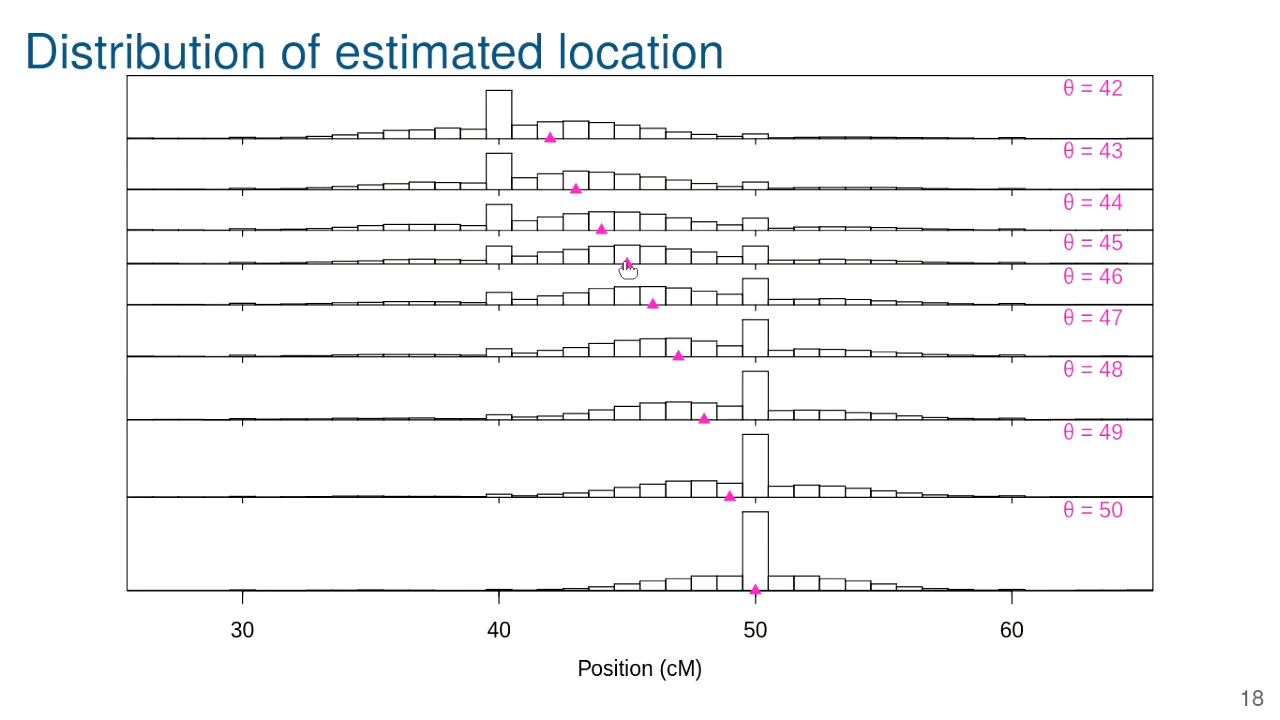 Distribution of estimated location
θ = 42
θ = 43
θ = 44
θ = 45
θ = 46
θ = 47
θ = 48
θ = 49
θ = 50
30 40 50 60
Position (cM)
18